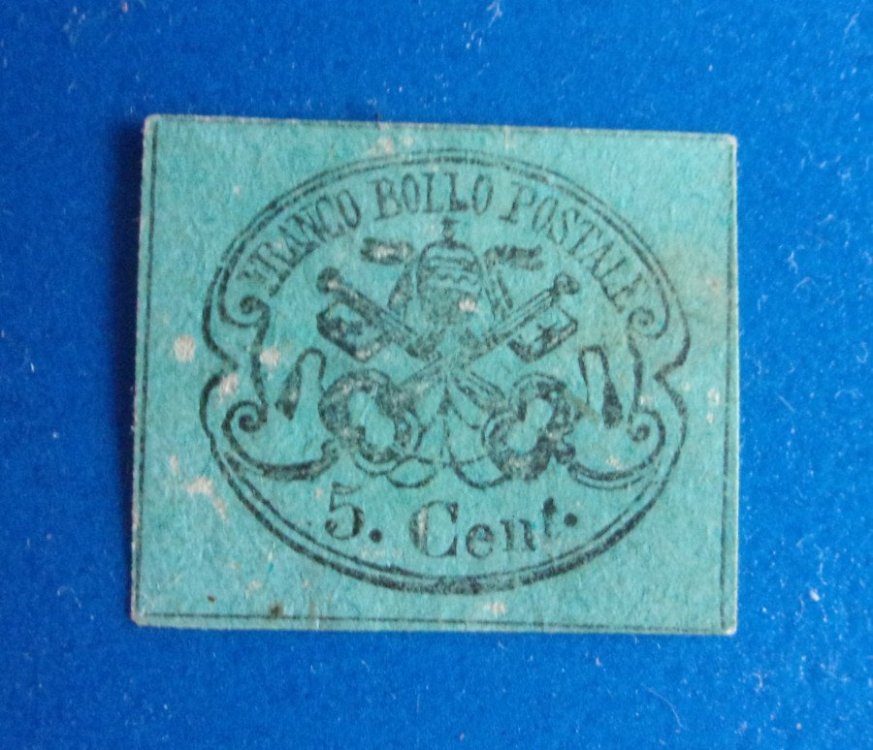 FRANCO BOLLO POSTALE
5. Cent.